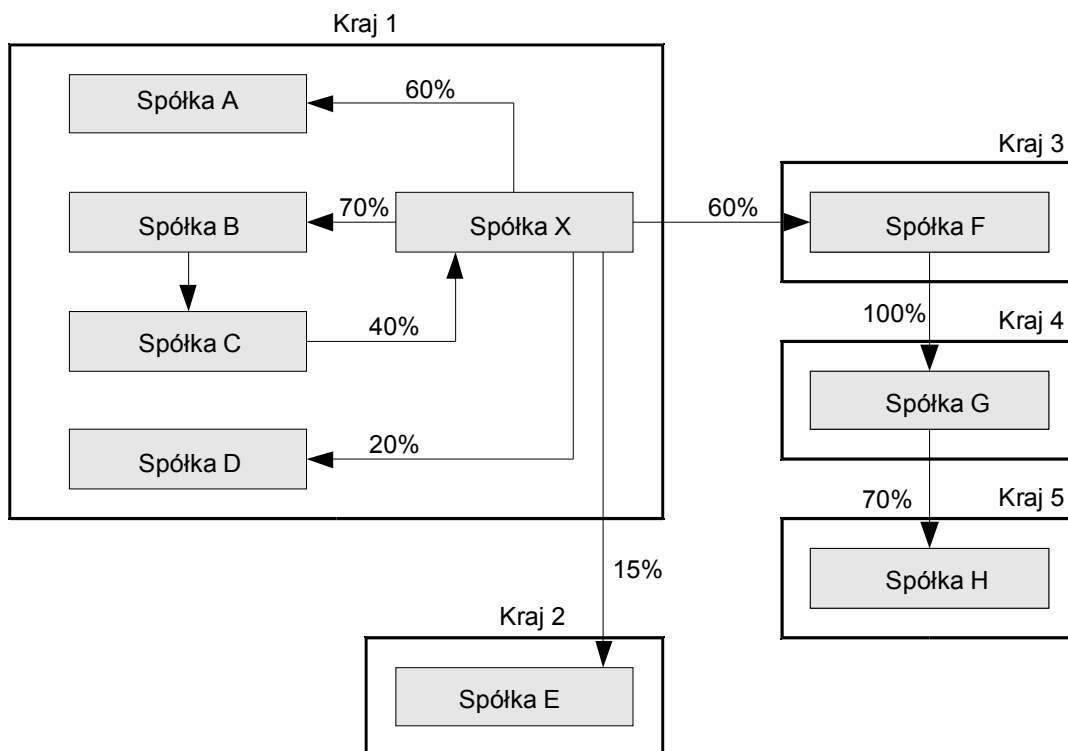 Kraj 1
Spółka A
60%
Kraj 3
Spółka B
70%
Spółka X
60%
Spółka F
Spółka C
40%
100%
Kraj 4
Spółka G
Spółka D
20%
70%
Kraj 5
15%
Spółka H
Kraj 2
Spółka E